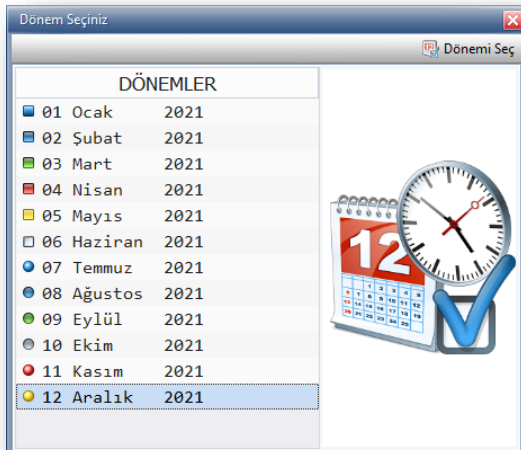 Dönem Seçiniz
Dönemi Seç
DÖNEMLER
01 Ocak 2021
02 Şubat 2021
03 Mart 2021
04 Nisan 2021
05 Mayıs 2021
06 Haziran 2021
07 Temmuz 2021
08 Ağustos 2021
09 Eylül 2021
10 Ekim 2021
11 Kasım 2021
12 Aralık 2021
12